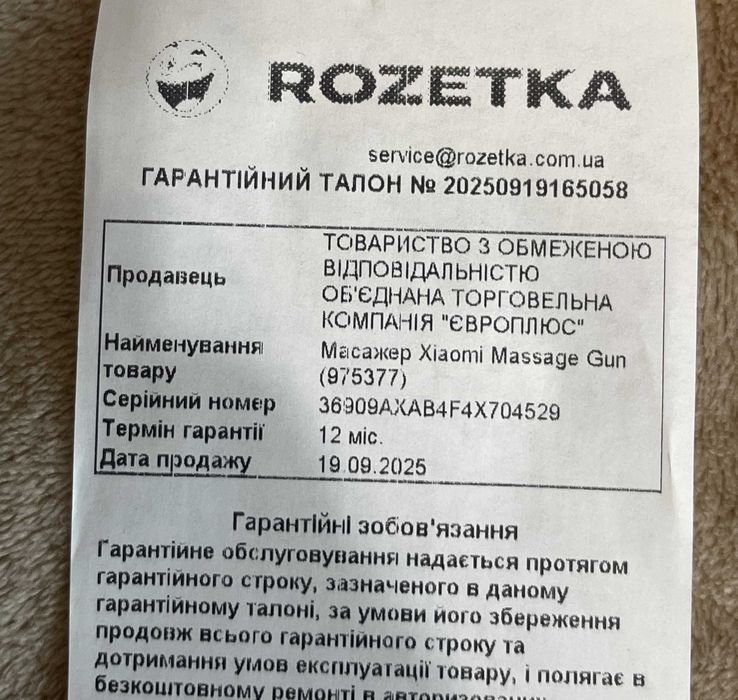 ROZETKA
service@rozetka.com.ua
ГАРАНТІЙНИЙ ТАЛОН № 20250919165058
Продавець
ТОВАРИСТВО З ОБМЕЖЕНОЮ
ВІДПОВІДАЛЬНІСТЮ
ОБ'ЄДНАНА ТОРГОВЕЛЬНА
КОМПАНІЯ "ЄВРОПЛЮС"
Найменування
товару
Масажер Xiaomi Massage Gun
(975377)
Серійний номер
36909AXAB4F4X704529
Термін гарантії
12 міс.
Дата продажу
19.09.2025
Гарантійні зобов'язання
Гарантійне обслуговування надається протягом
гарантійного строку, зазначеного в даному
гарантійному талоні, за умови його збереження
продовж всього гарантійного строку та
дотримання умов експлуатації товару, і полягає в
безкоштовному ремонті в